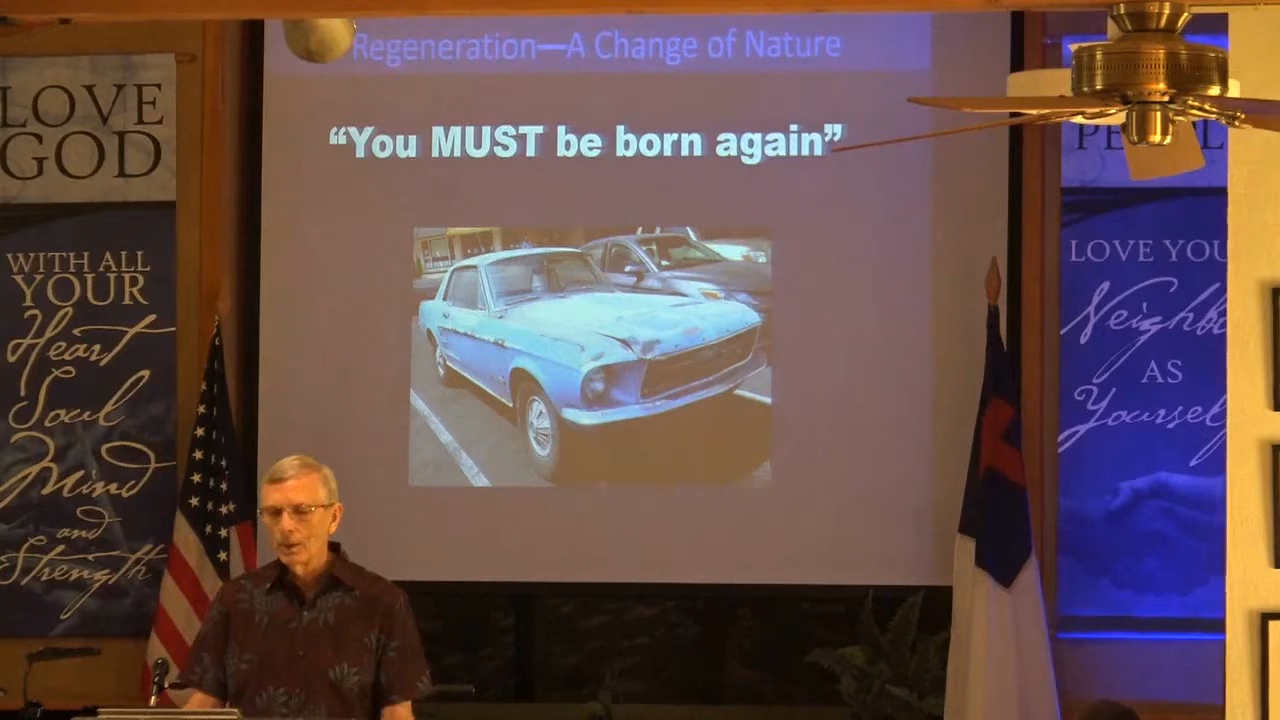 Regeneration—A Change of Nature
“You MUST be born again”
LOVE
GOD
WITH ALL
YOUR
Heart
Soul
Mind
and
Strength
LOVE YOU
AS
Yourself